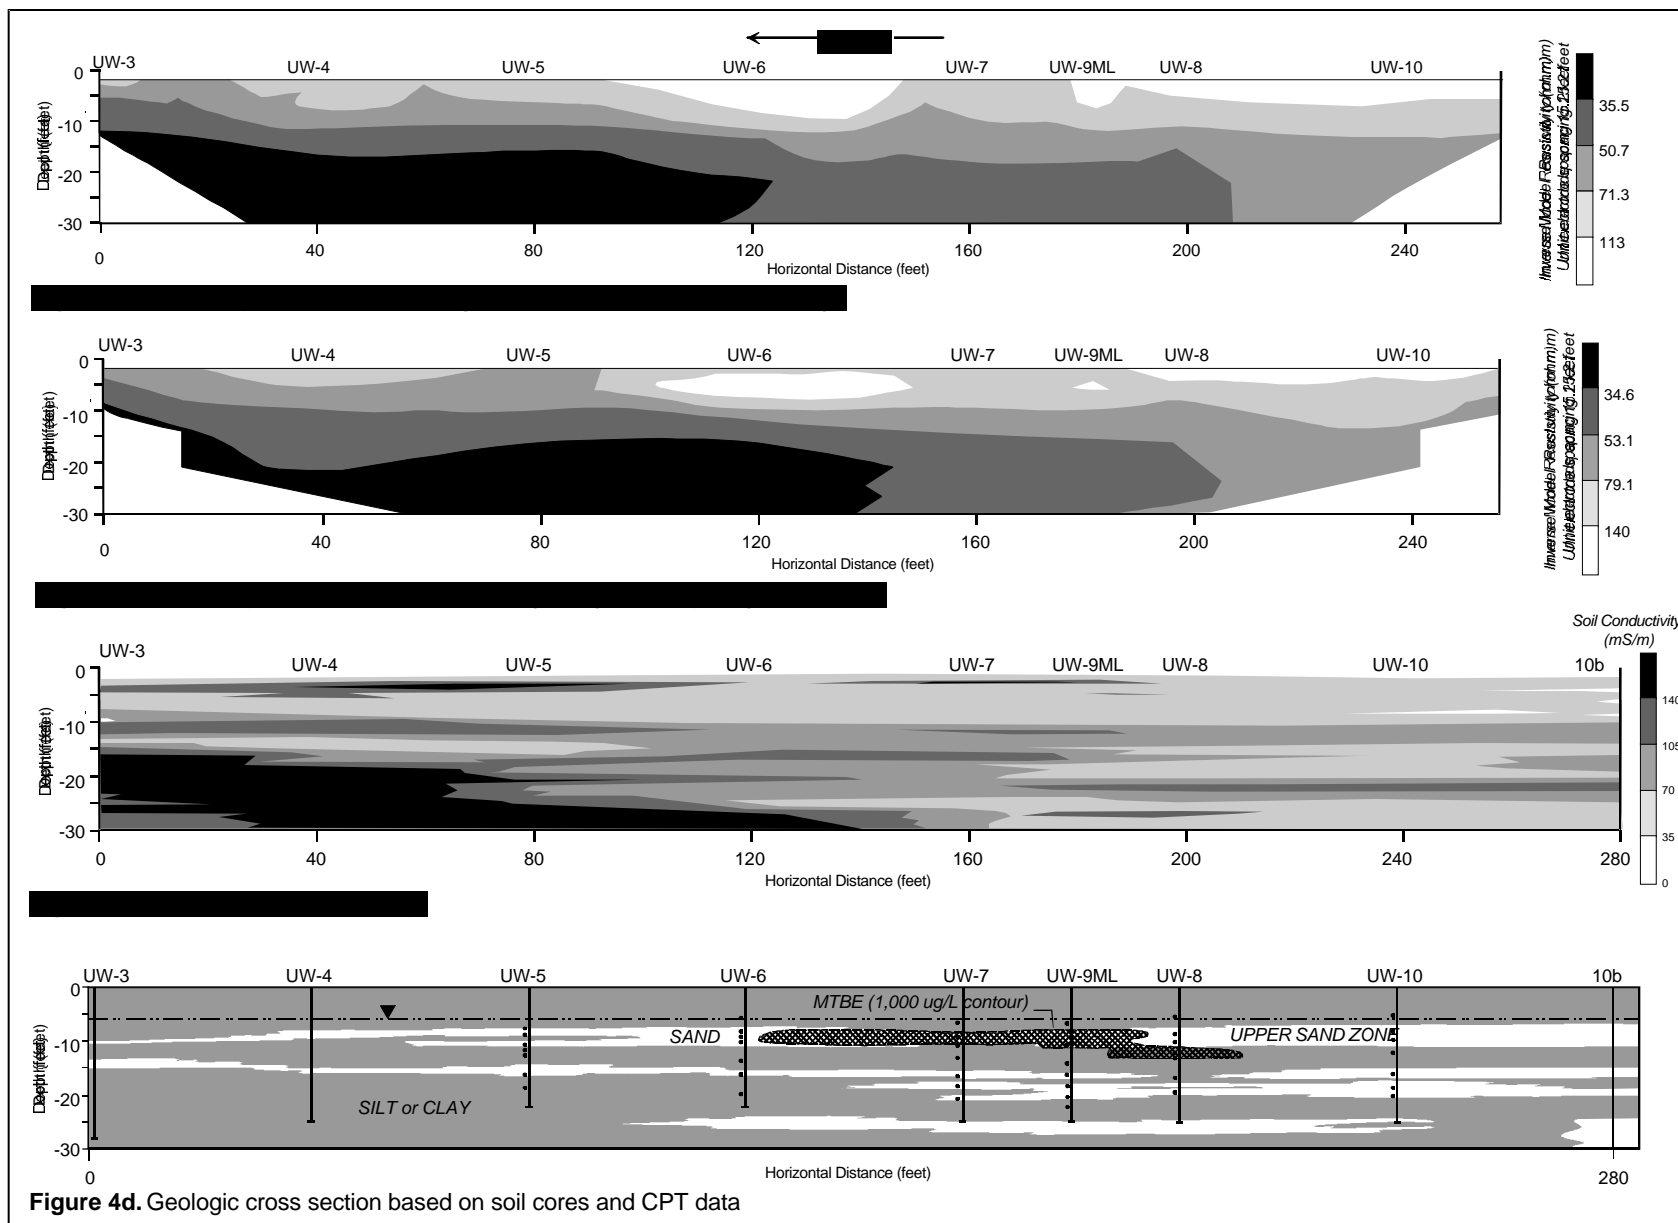 UW-3 UW-4 UW-5 UW-6 UW-7 UW-9ML UW-8 UW-10
0
-10
-20
-30
0 40 80 120 160 200 240
Horizontal Distance (feet)
35.5
50.7
71.3
113
UW-3 UW-4 UW-5 UW-6 UW-7 UW-9ML UW-8 UW-10
0
-10
-20
-30
0 40 80 120 160 200 240
Horizontal Distance (feet)
34.6
53.1
79.1
140
Soil Conductivity
(mS/m)
UW-3 UW-4 UW-5 UW-6 UW-7 UW-9ML UW-8 UW-10 10b
0
-10
-20
-30
0 40 80 120 160 200 240 280
Horizontal Distance (feet)
140
105
70
35
0
UW-3 UW-4 UW-5 UW-6 UW-7 UW-9ML UW-8 UW-10 10b
0
-10
-20
-30
MTBE (1,000 ug/L contour)
SAND
UPPER SAND ZONE
SILT or CLAY
0 280
Horizontal Distance (feet)
Figure 4d. Geologic cross section based on soil cores and CPT data